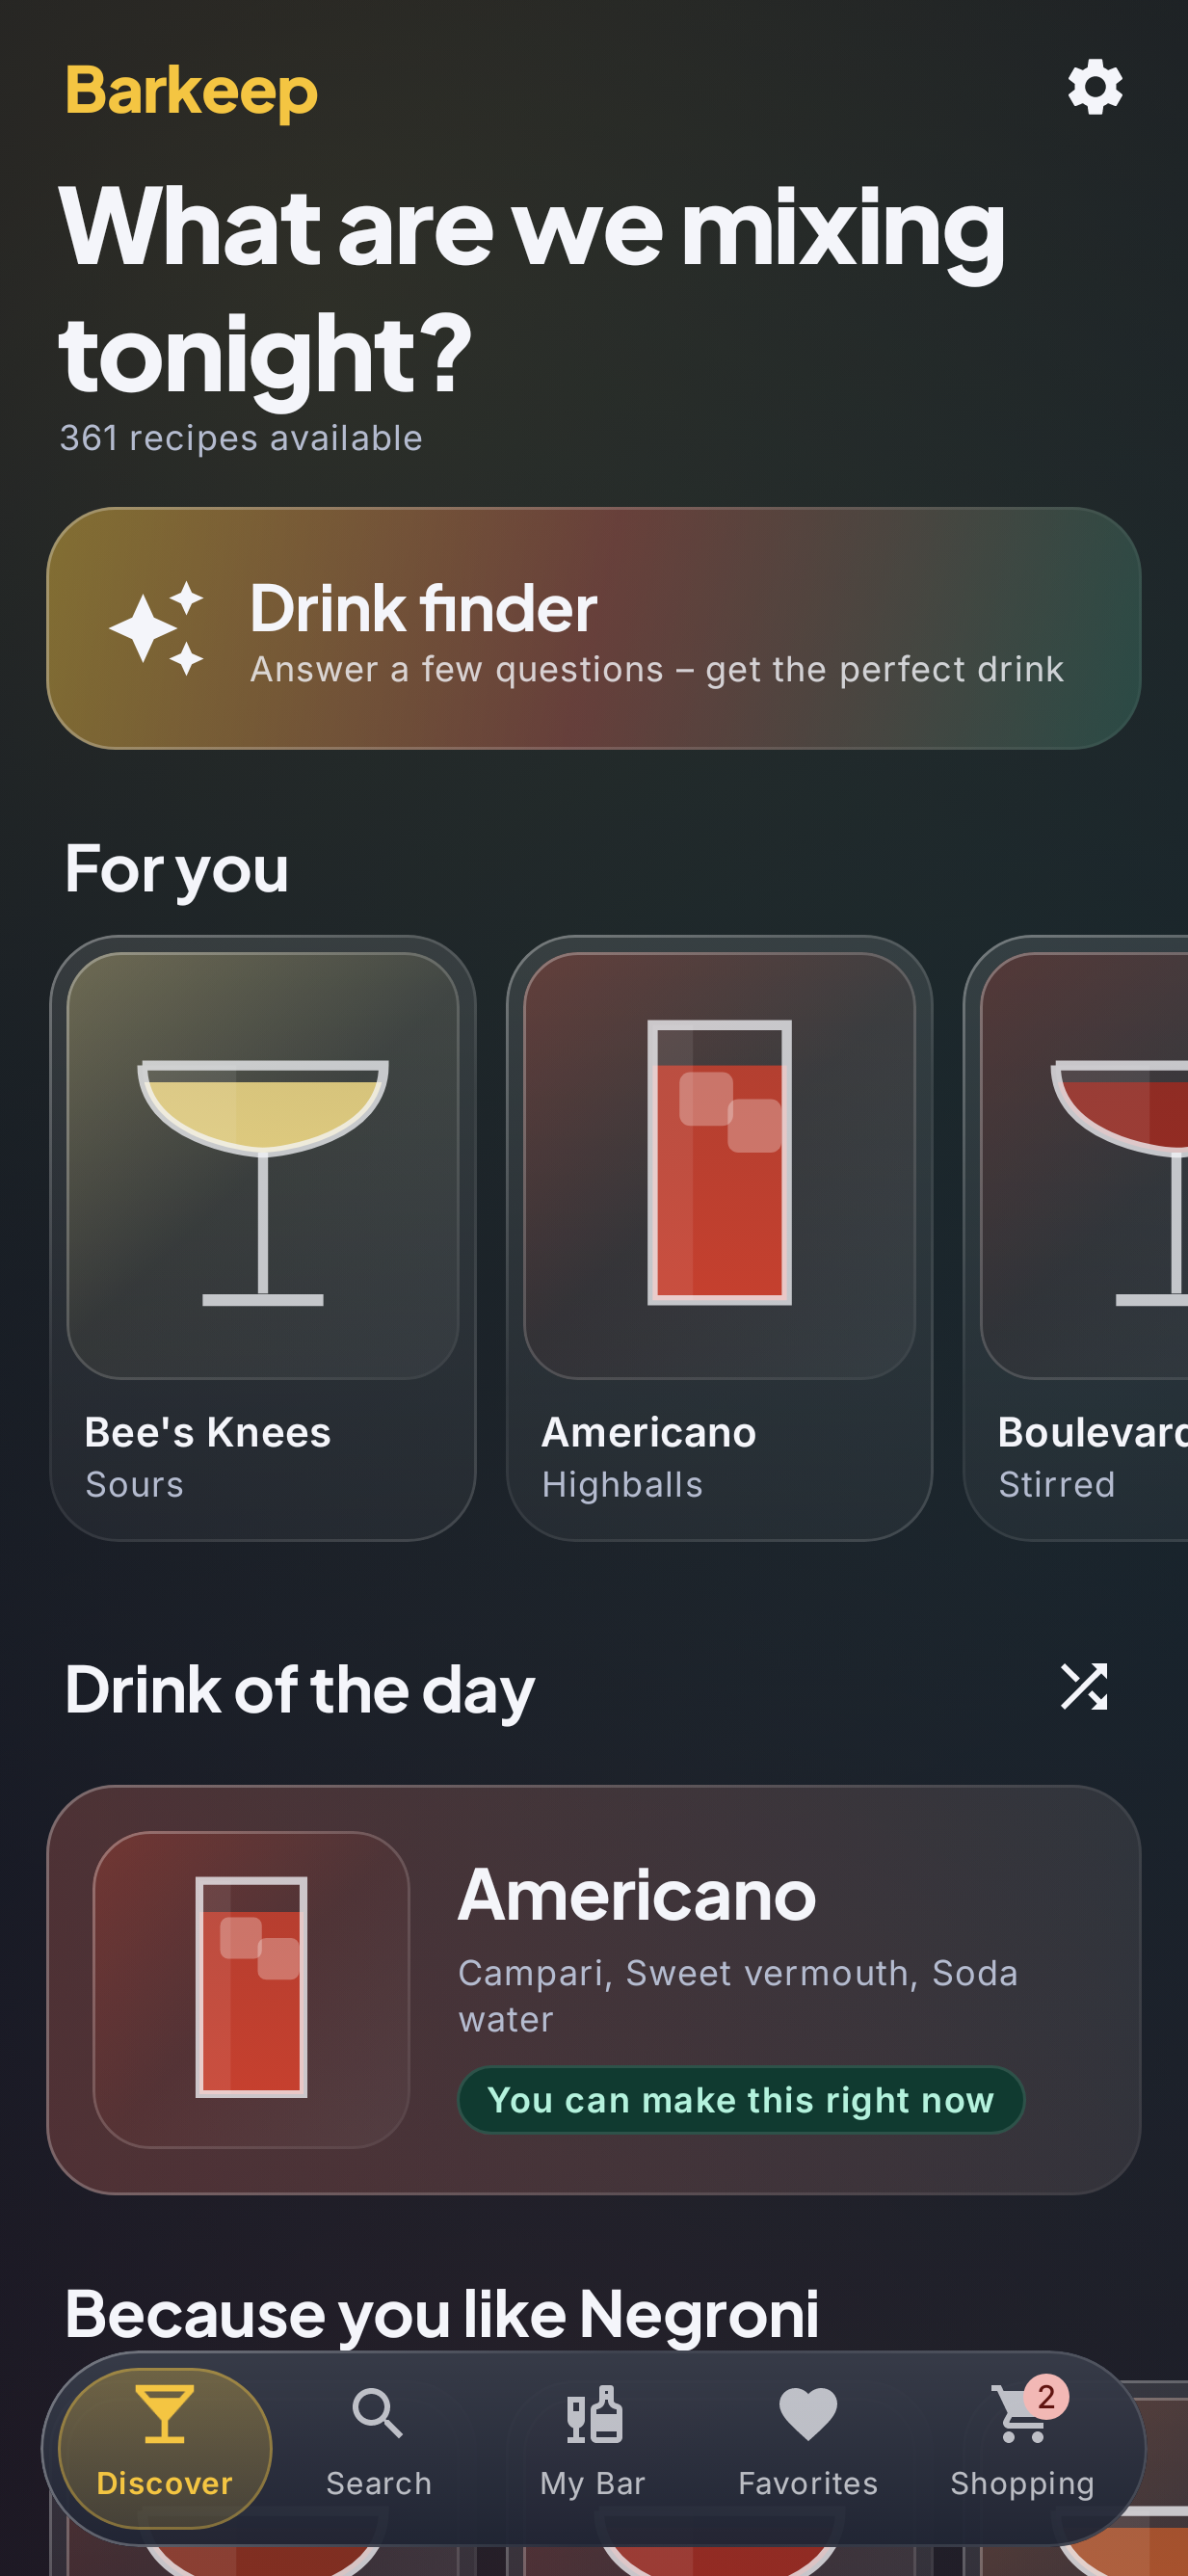 Barkeep
What are we mixing
tonight?
361 recipes available
Drink finder
Answer a few questions – get the perfect drink
For you
Bee's Knees
Sours
Americano
Highballs
Boulevard
Stirred
Drink of the day
Americano
Campari, Sweet vermouth, Soda
water
You can make this right now
Because you like Negroni
2
Discover
Search
My Bar
Favorites
Shopping